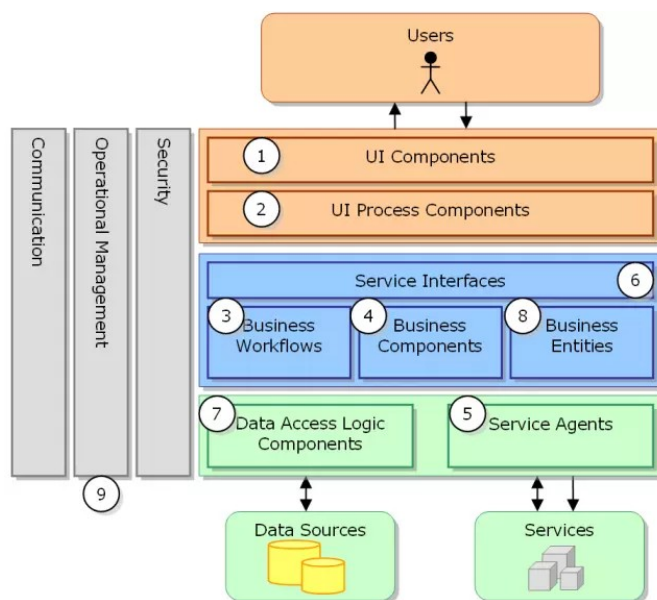 Users
Communication
Operational Management
Security
1
UI Components
2
UI Process Components
Service Interfaces
6
3
Business
Workflows
4
Business
Components
8
Business
Entities
7
Data Access Logic
Components
5
Service Agents
9
Data Sources
Services